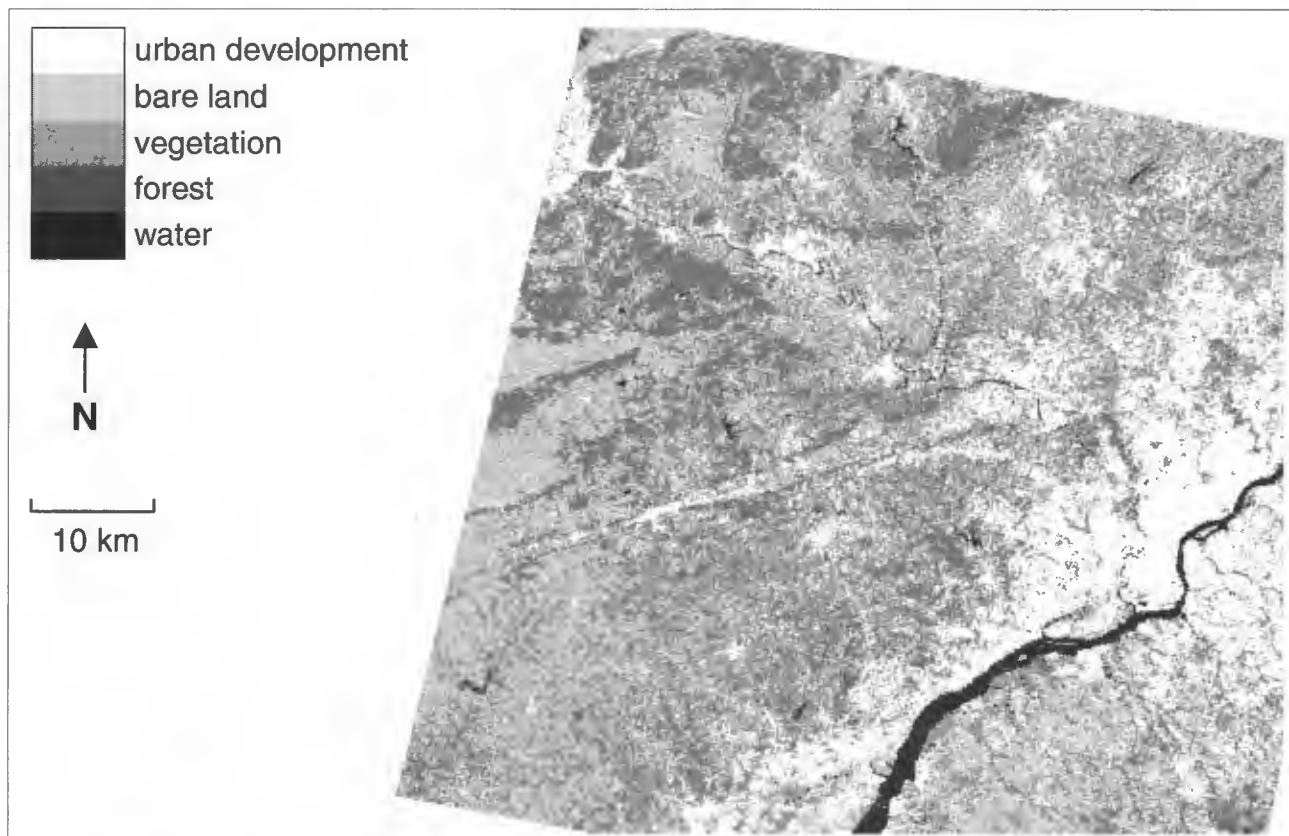 urban development
bare land
vegetation
forest
water
N
10 km